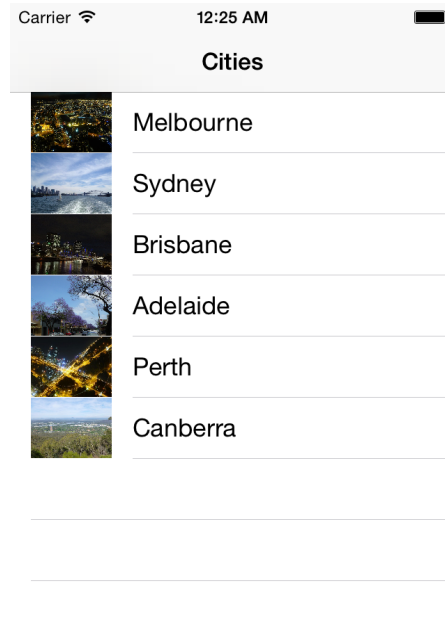 Carrier 12:25 AM
Cities
Melbourne
Sydney
Brisbane
Adelaide
Perth
Canberra